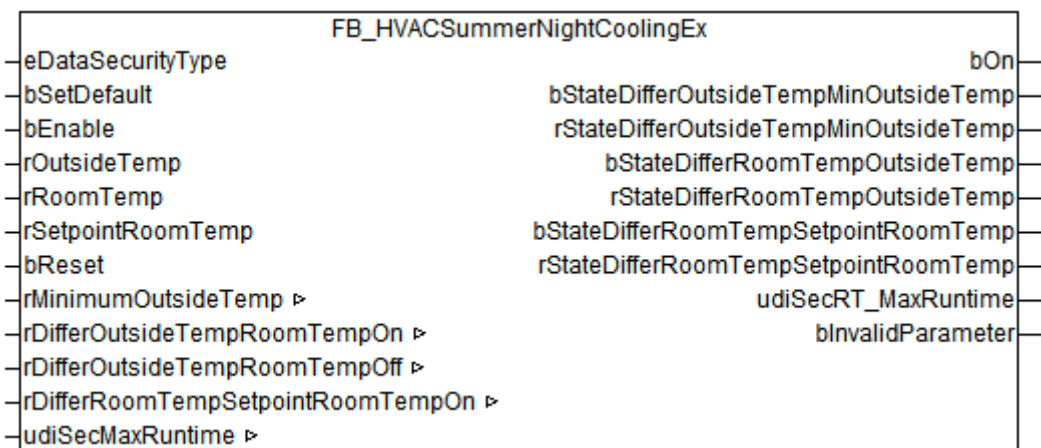 FB_HVACSummerNightCoolingEx
eDataSecurityType bOn
bSetDefault bStateDifferOutsideTempMinOutsideTemp
bEnable rStateDifferOutsideTempMinOutsideTemp
rOutsideTemp bStateDifferRoomTempOutsideTemp
rRoomTemp rStateDifferRoomTempOutsideTemp
rSetpointRoomTemp bStateDifferRoomTempSetpointRoomTemp
bReset rStateDifferRoomTempSetpointRoomTemp
rMinimumOutsideTemp ▹ udiSecRT_MaxRuntime
rDifferOutsideTempRoomTempOn ▹ bInvalidParameter
rDifferOutsideTempRoomTempOff ▹
rDifferRoomTempSetpointRoomTempOn ▹
udiSecMaxRuntime ▹